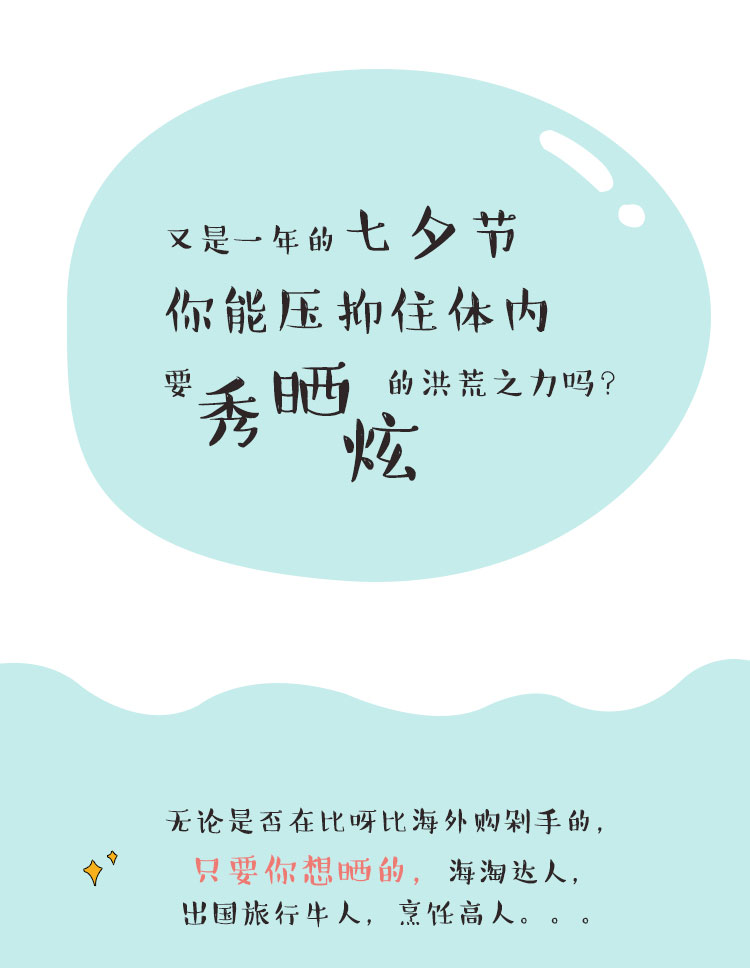 又是一年的七夕节
你能压抑住体内
要秀晒炫的洪荒之力吗?
无论是否在比呀比海外购剁手的,
只要你想晒的,海淘达人,
出国旅行牛人,烹饪高人。。。